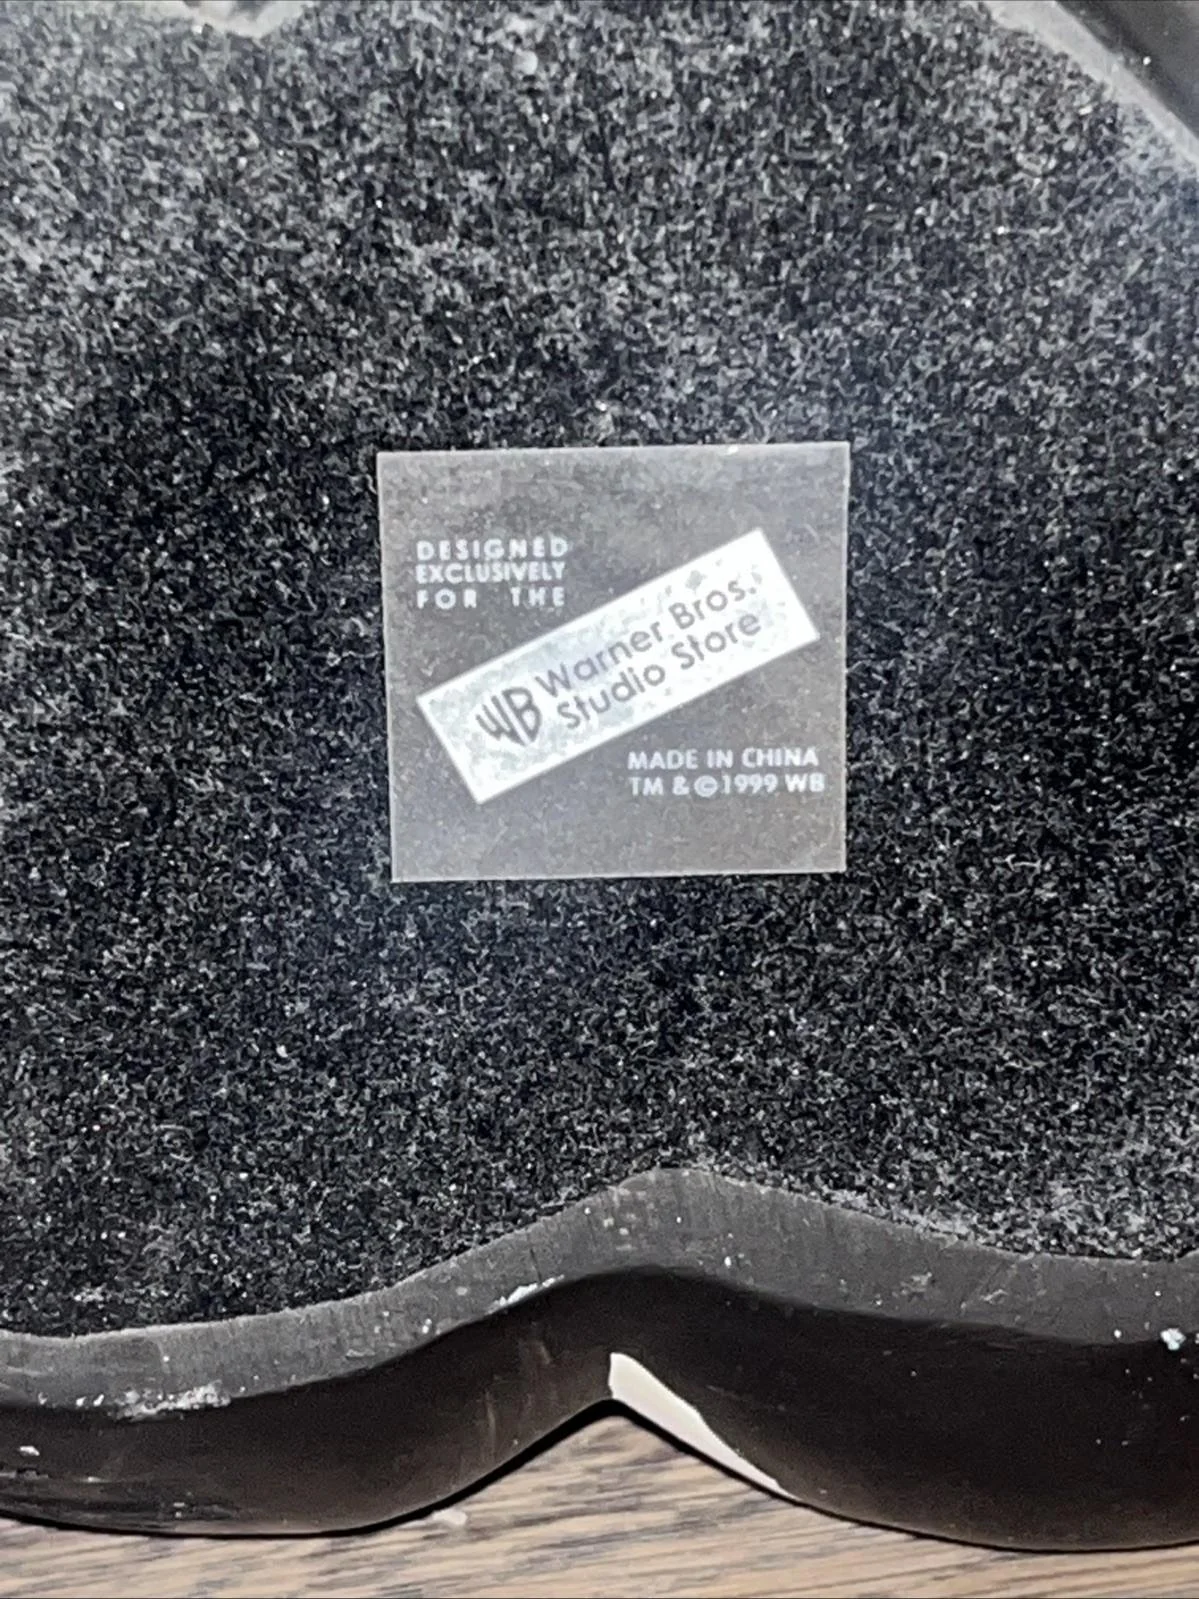 DESIGNED
EXCLUSIVELY
FOR THE
WB Warner Bros.
Studio Store
MADE IN CHINA
TM & ©1999 WB